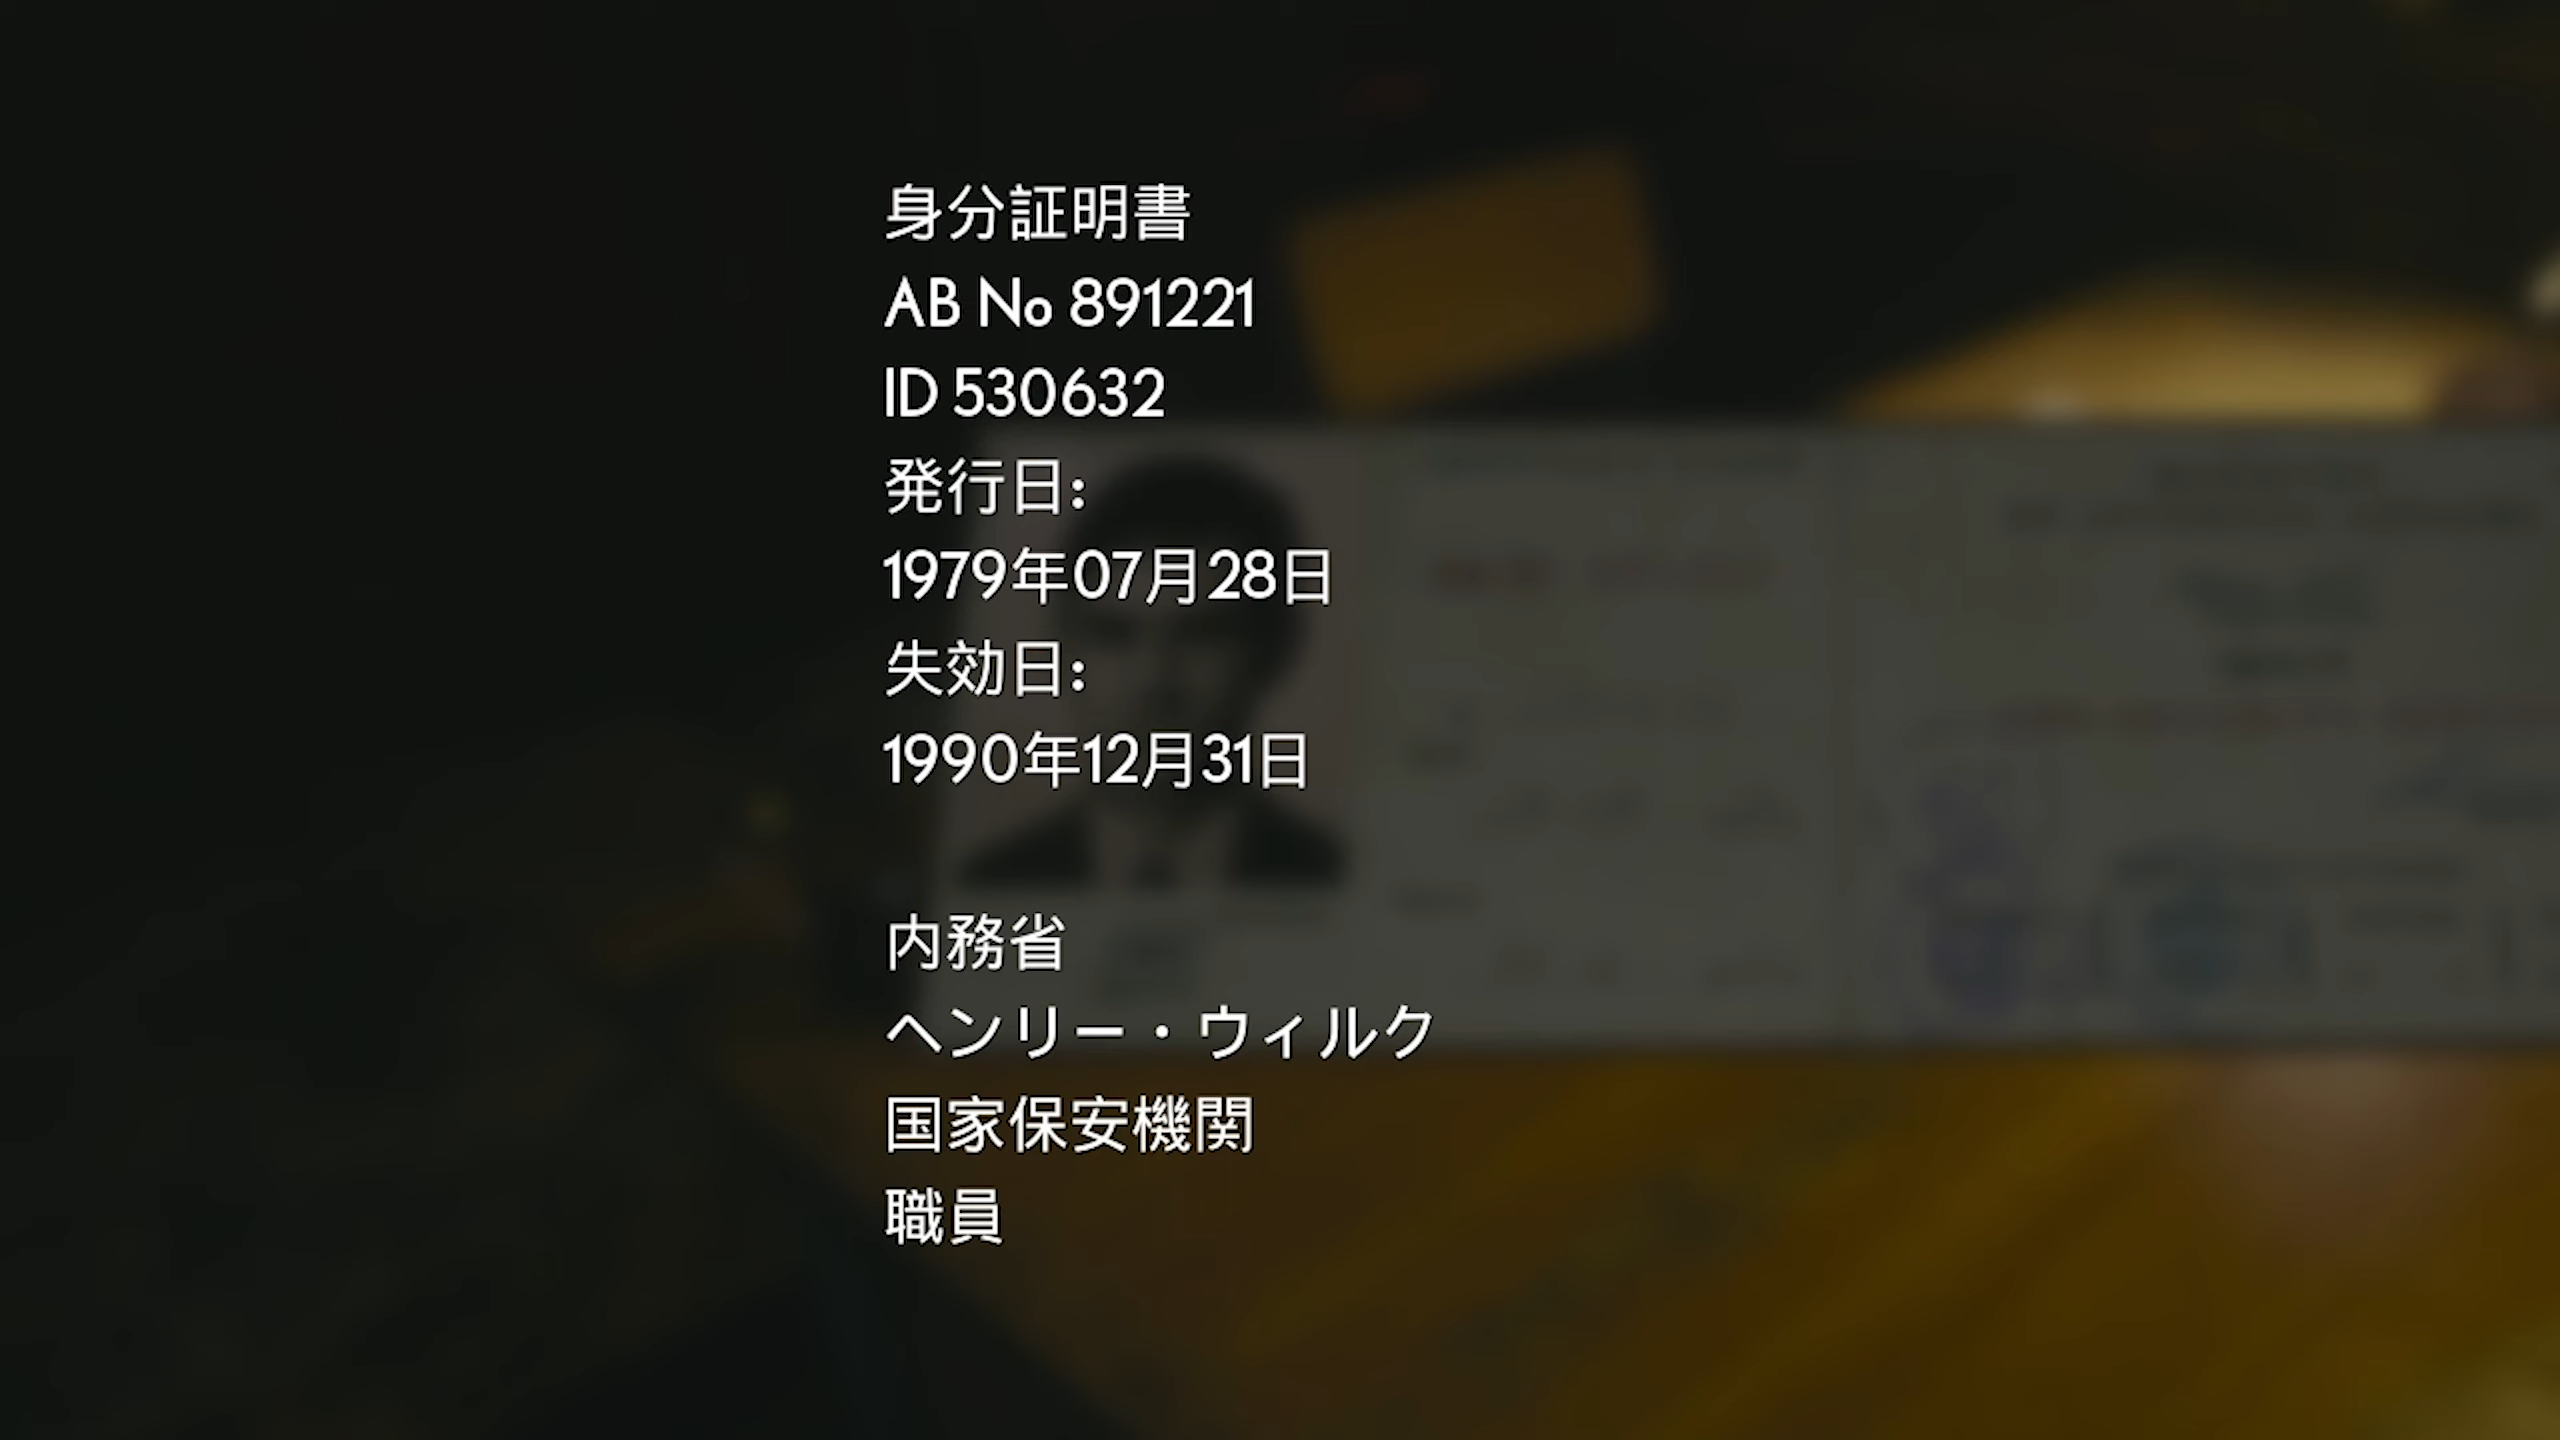 身分証明書
AB No 891221
ID 530632
発行日:
1979年07月28日
失効日:
1990年12月31日
内務省
ヘンリー・ウィルク
国家保安機関
職員